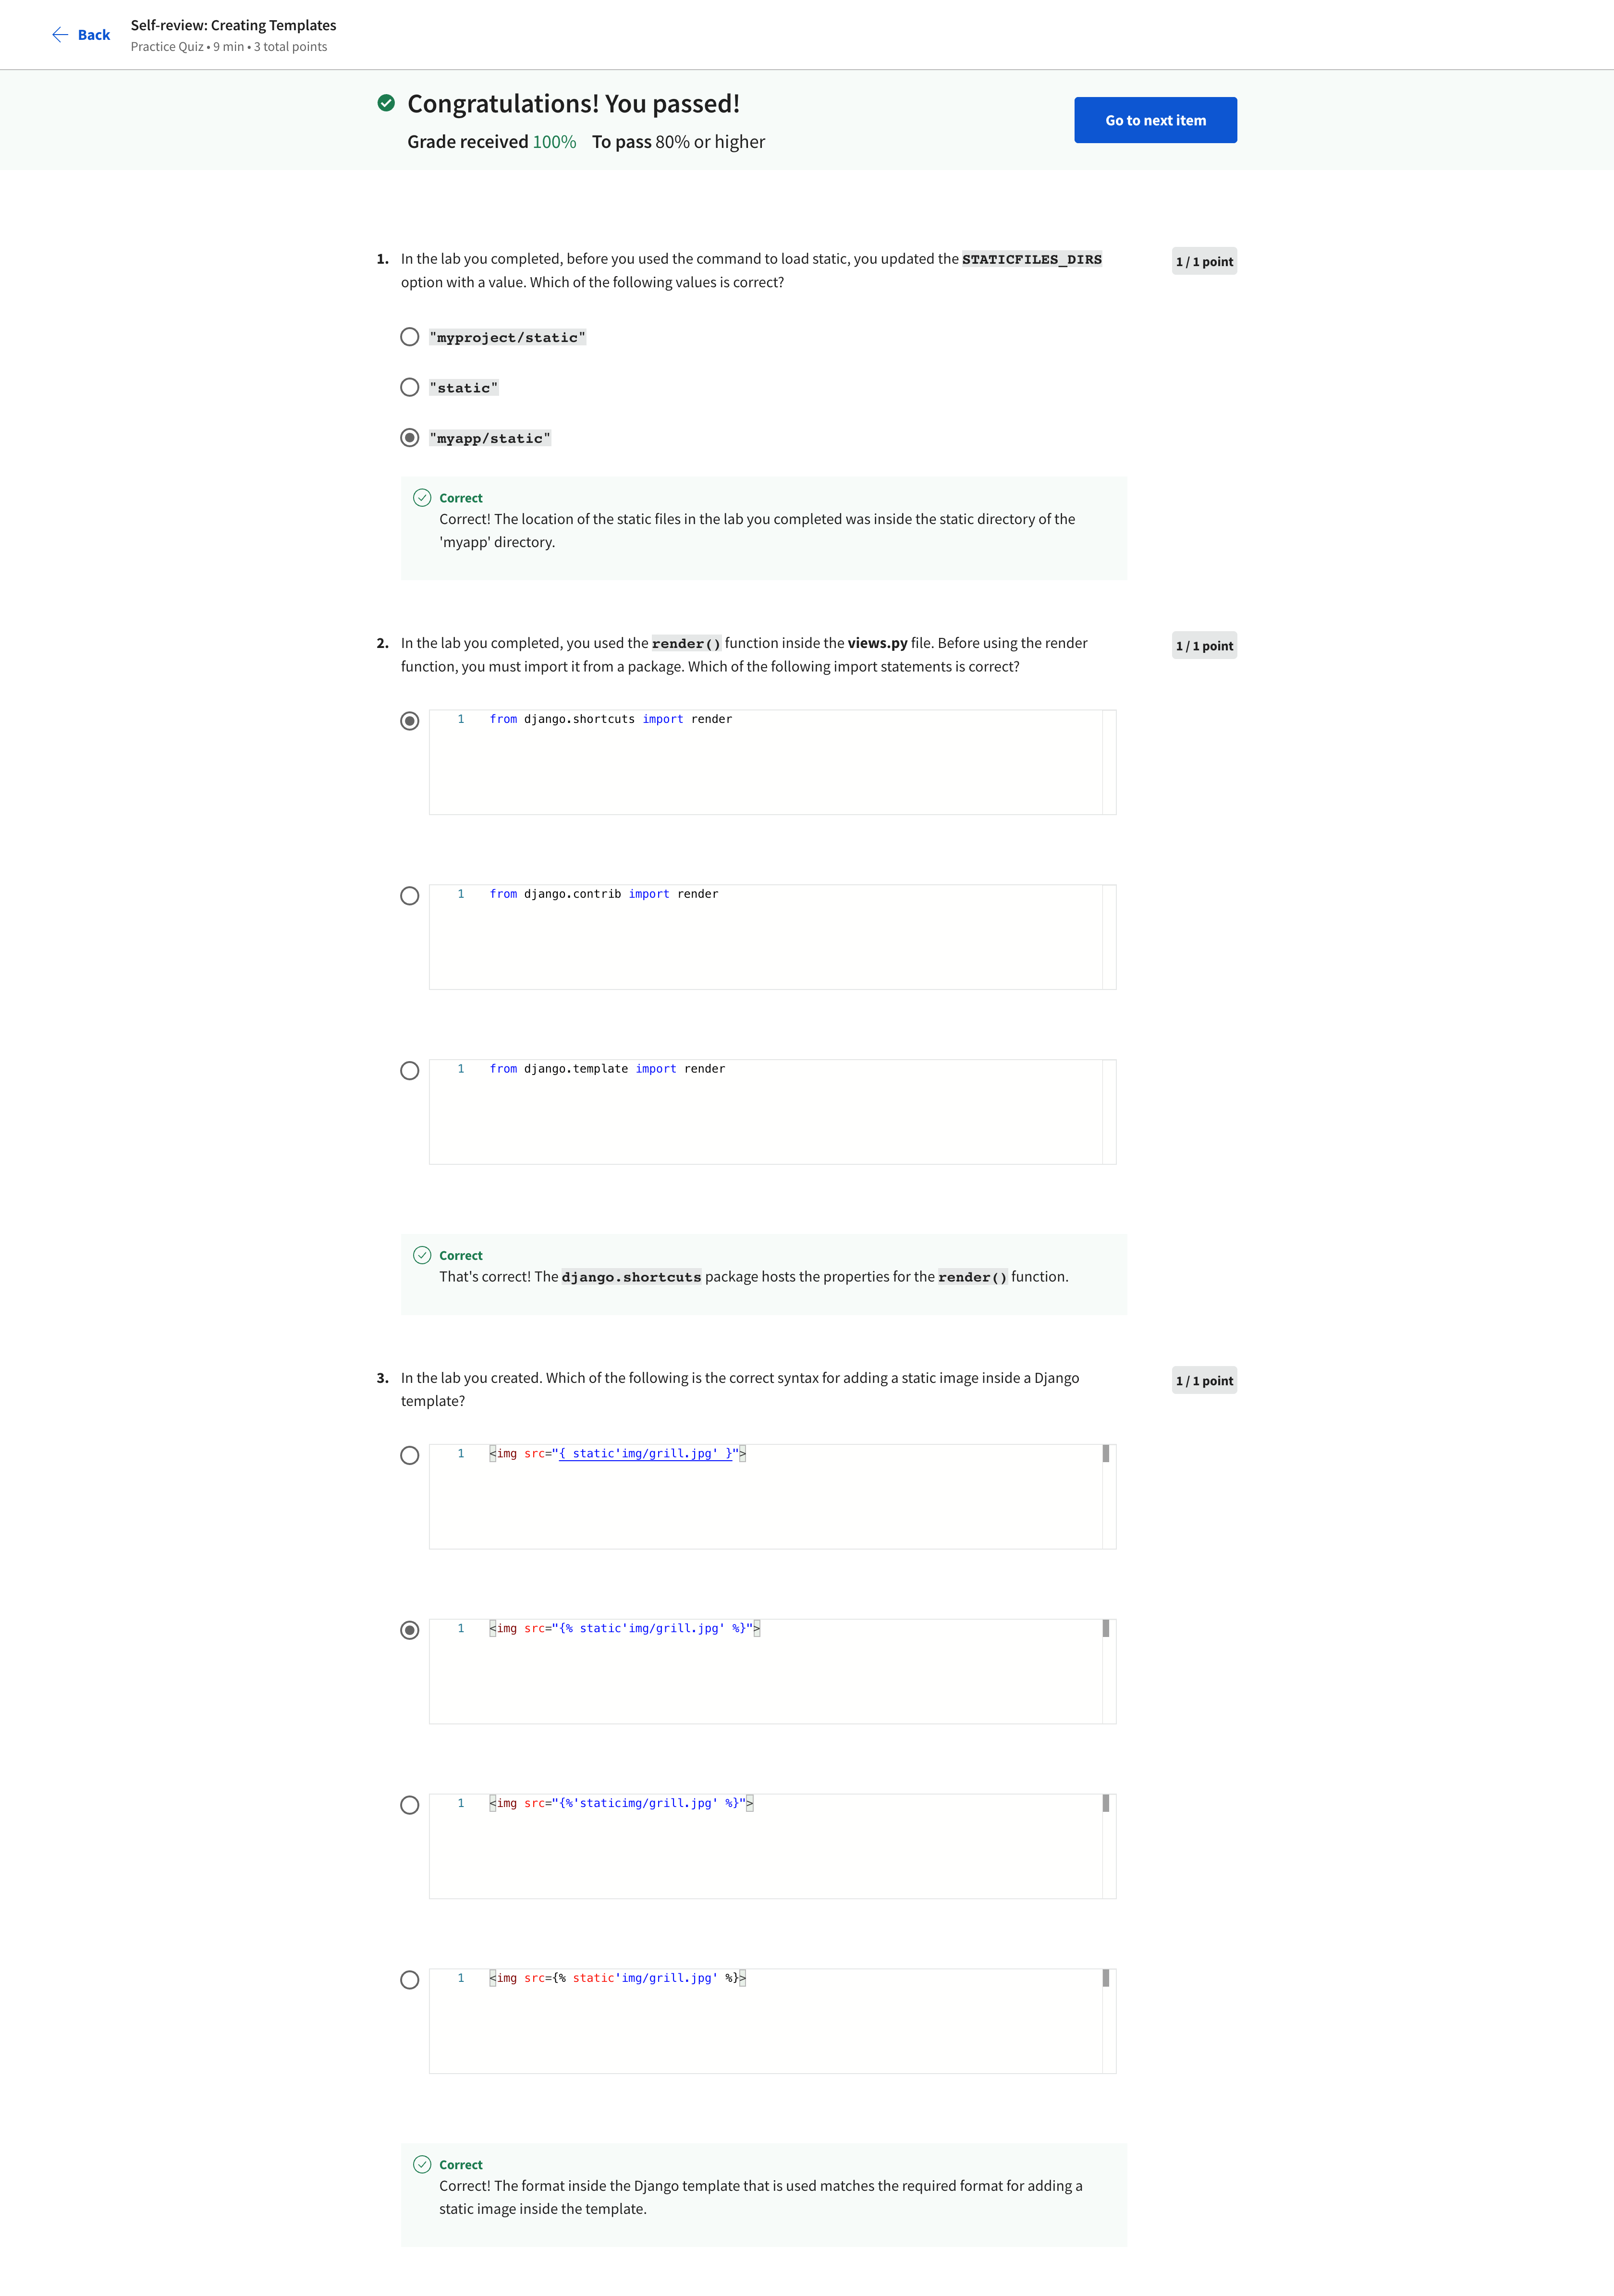 Back
Self-review: Creating Templates
Practice Quiz • 9 min • 3 total points
Congratulations! You passed!
Grade received 100% To pass 80% or higher
Go to next item
1. In the lab you completed, before you used the command to load static, you updated the STATICFILES_DIRS
option with a value. Which of the following values is correct?
1 / 1 point
"myproject/static"
"static"
"myapp/static"
Correct
Correct! The location of the static files in the lab you completed was inside the static directory of the
'myapp' directory.
2. In the lab you completed, you used the render() function inside the views.py file. Before using the render
function, you must import it from a package. Which of the following import statements is correct?
1 / 1 point
1 from django.shortcuts import render
1 from django.contrib import render
1 from django.template import render
Correct
That's correct! The django.shortcuts package hosts the properties for the render() function.
3. In the lab you created. Which of the following is the correct syntax for adding a static image inside a Django
template?
1 / 1 point
1 <img src="{ static'img/grill.jpg' }">
1 <img src="{% static'img/grill.jpg' %}">
1 <img src="{%'staticimg/grill.jpg' %}">
1 <img src={% static'img/grill.jpg' %}>
Correct
Correct! The format inside the Django template that is used matches the required format for adding a
static image inside the template.